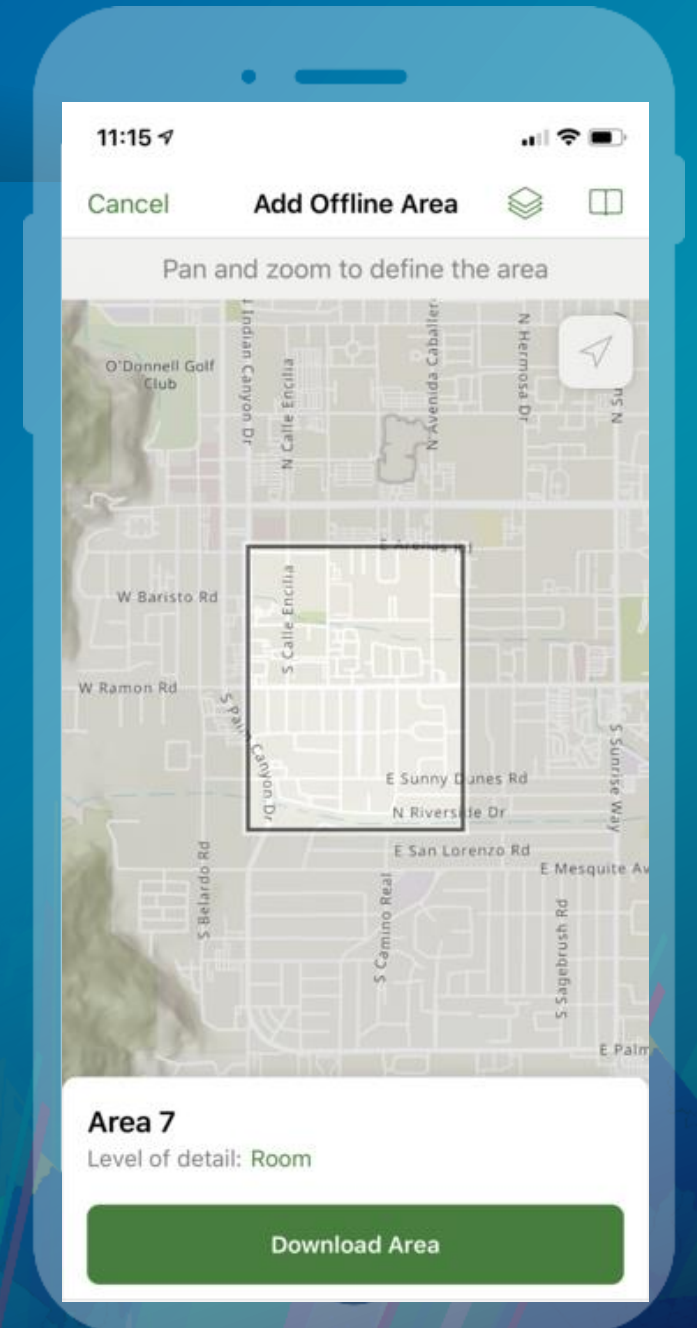 11:15
Cancel
Add Offline Area
Pan and zoom to define the area
Indian Canyon Dr
N Calle Encilia
N Avenida Caballer
N Hermosa Dr
O'Donnell Golf
Club
E Arenas Rd
W Baristo Rd
S Calle Encilia
W Ramon Rd
S Palm Canyon Dr
E Sunny Dunes Rd
S Sunrise Way
N Riverside Dr
E San Lorenzo Rd
E Mesquite Av
S Belardo Rd
S Camino Real
S Sagebrush Rd
E Palm
Area 7
Level of detail: Room
Download Area